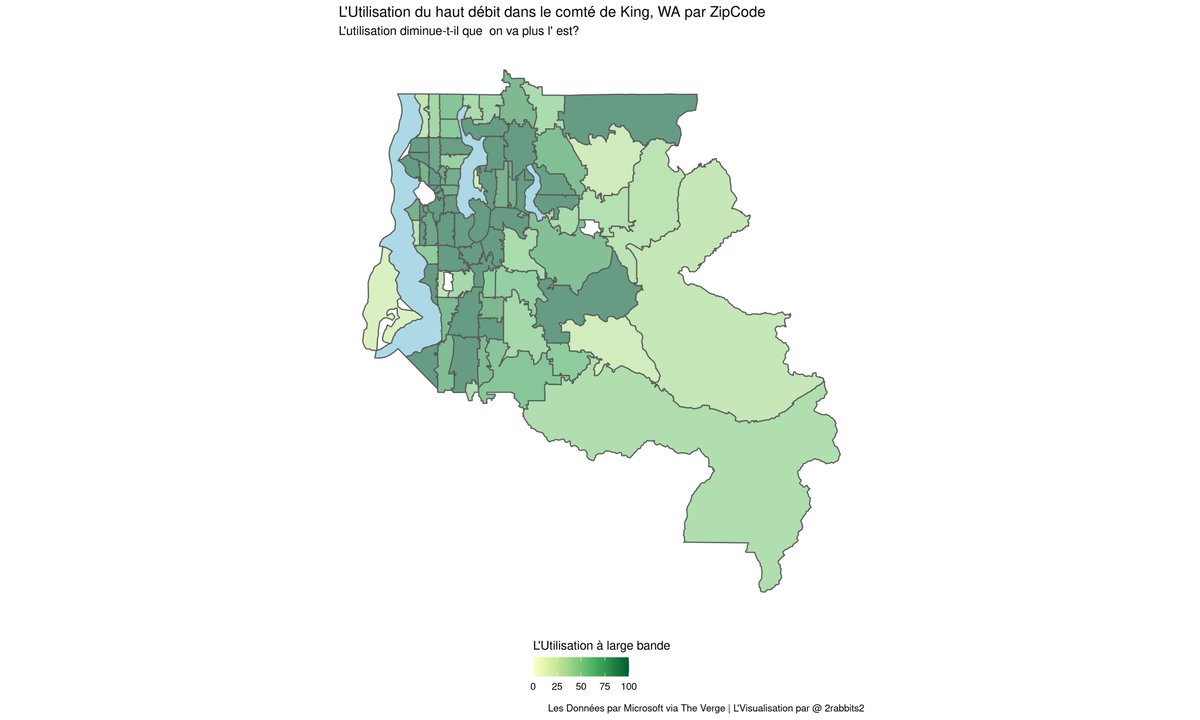 L'Utilisation du haut débit dans le comté de King, WA par ZipCode
L'utilisation diminue-t-il que  on va plus l' est?
L'Utilisation à large bande
0 25 50 75 100
Les Données par Microsoft via The Verge | L'Visualisation par @ 2rabbits2